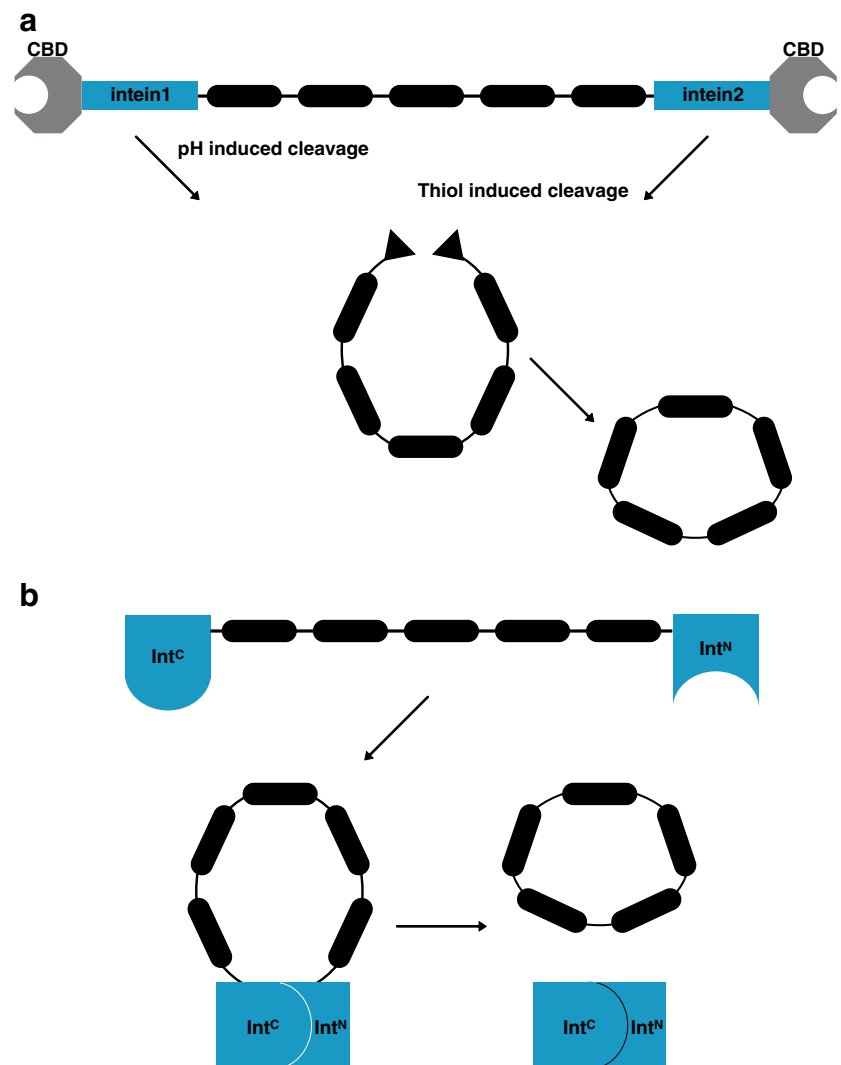 a
CBD CBD
intein1 intein2
pH induced cleavage
Thiol induced cleavage
b
Intᶜ Intᴺ
Intᶜ Intᴺ Intᶜ Intᴺ